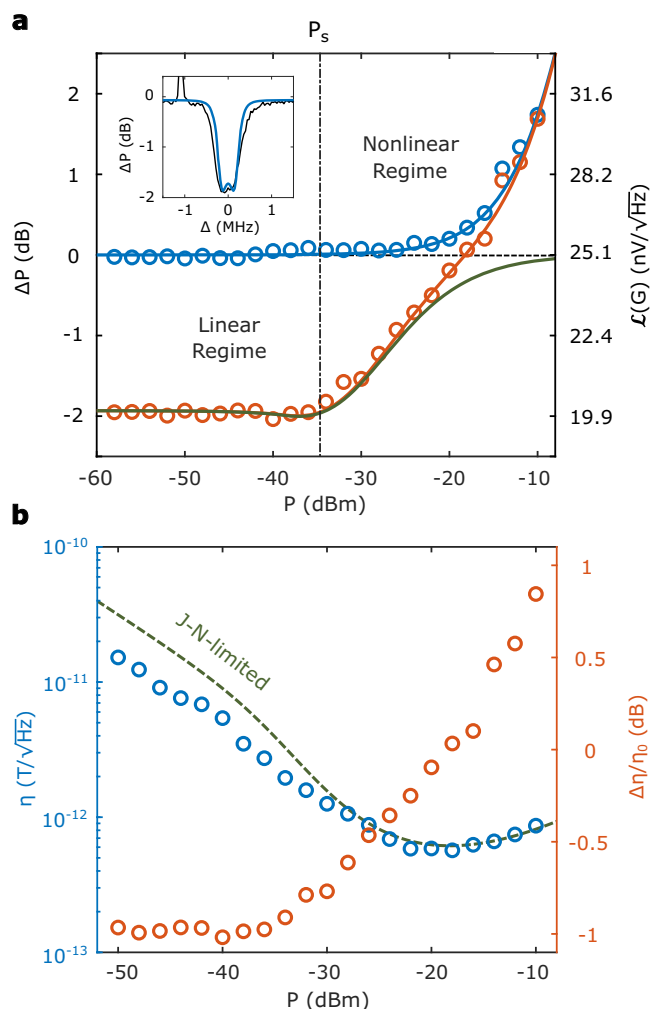 a
P_s
2
1
0
-1
-2
ΔP (dB)
31.6
28.2
25.1
22.4
19.9
ℒ(G) (nV/√Hz)
Nonlinear
Regime
Linear
Regime
0
-1
-2
ΔP (dB)
-1 0 1
Δ (MHz)
-60 -50 -40 -30 -20 -10
P (dBm)
b
10^-10
10^-11
10^-12
10^-13
η (T/√Hz)
J-N-limited
1
0.5
0
-0.5
-1
Δη/η₀ (dB)
-50 -40 -30 -20 -10
P (dBm)